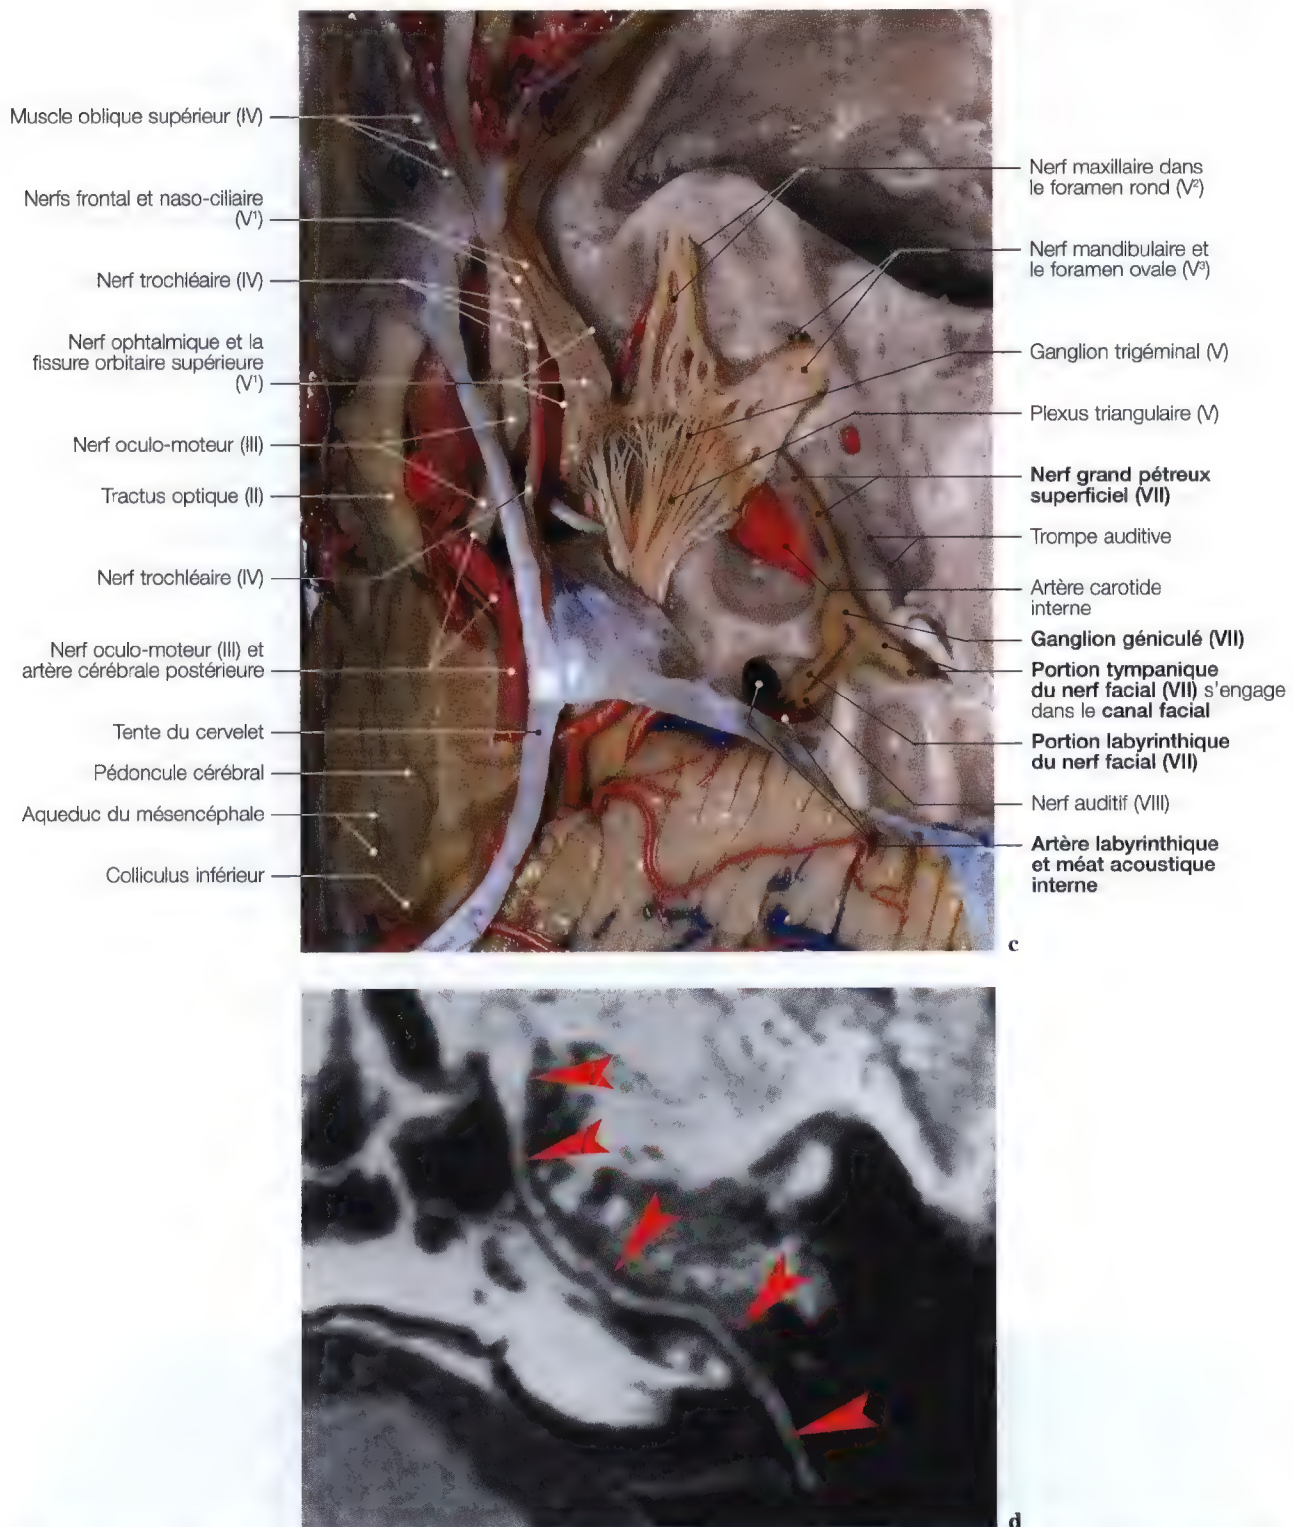 Muscle oblique supérieur (IV)
Nerfs frontal et naso-ciliaire
(V¹)
Nerf trochléaire (IV)
Nerf ophtalmique et la
fissure orbitaire supérieure
(V¹)
Nerf oculo-moteur (III)
Tractus optique (II)
Nerf trochléaire (IV)
Nerf oculo-moteur (III) et
artère cérébrale postérieure
Tente du cervelet
Pédoncule cérébral
Aqueduc du mésencéphale
Colliculus inférieur
Nerf maxillaire dans
le foramen rond (V²)
Nerf mandibulaire et
le foramen ovale (V³)
Ganglion trigéminal (V)
Plexus triangulaire (V)
Nerf grand pétreux
superficiel (VII)
Trompe auditive
Artère carotide
interne
Ganglion géniculé (VII)
Portion tympanique
du nerf facial (VII) s'engage
dans le canal facial
Portion labyrinthique
du nerf facial (VII)
Nerf auditif (VIII)
Artère labyrinthique
et méat acoustique
interne
c
d